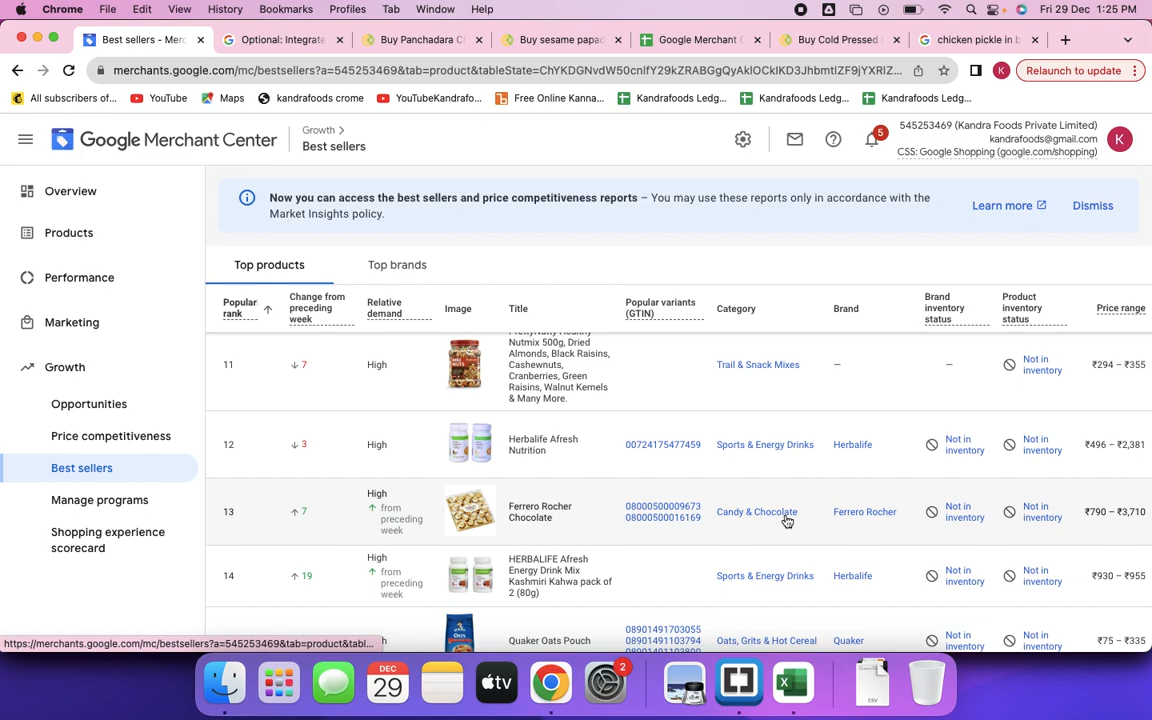 Chrome File Edit View History Bookmarks Profiles Tab Window Help Fri 29 Dec 1:25 PM
Best sellers - Merc Optional: Integrate Buy Panchadara C Buy sesame papad Google Merchant C Buy Cold Pressed chicken pickle in b
merchants.google.com/mc/bestsellers?a=545253469&tab=product&tableState= Relaunch to update
All subscribers of... YouTube Maps kandrafoods crome YouTubeKandrafo... Free Online Kanna... Kandrafoods Ledg... Kandrafoods Ledg... Kandrafoods Ledg...
Google Merchant Center
Growth
Best sellers
5
545253469 (Kandra Foods Private Limited)
kandrafoods@gmail.com
CSS: Google Shopping (google.com/shopping)
K
Overview
Products
Performance
Marketing
Growth
Opportunities
Price competitiveness
Best sellers
Manage programs
Shopping experience
scorecard
Now you can access the best sellers and price competitiveness reports – You may use these reports only in accordance with the
Market Insights policy.
Learn more Dismiss
Top products Top brands
Popular
rank
Change from
preceding
week
Relative
demand
Image
Title
Popular variants
(GTIN)
Category
Brand
Brand
inventory
status
Product
inventory
status
Price range
11
7
High
PrettyNutty Healthy
Nutmix 500g, Dried
Almonds, Black Raisins,
Cashewnuts,
Cranberries, Green
Raisins, Walnut Kernels
& Many More.
Trail & Snack Mixes
—
—
Not in
inventory
₹294 – ₹355
12
3
High
Herbalife Afresh
Nutrition
00724175477459
Sports & Energy Drinks
Herbalife
Not in
inventory
Not in
inventory
₹496 – ₹2,381
13
7
High
from
preceding
week
Ferrero Rocher
Chocolate
08000500009673
08000500016169
Candy & Chocolate
Ferrero Rocher
Not in
inventory
Not in
inventory
₹790 – ₹3,710
14
19
High
from
preceding
week
HERBALIFE Afresh
Energy Drink Mix
Kashmiri Kahwa pack of
2 (80g)
Sports & Energy Drinks
Herbalife
Not in
inventory
Not in
inventory
₹930 – ₹955
Quaker Oats Pouch
08901491703055
08901491103794
Oats, Grits & Hot Cereal
Quaker
Not in
inventory
Not in
inventory
₹75 – ₹335
https://merchants.google.com/mc/bestsellers?a=545253469&tab=product&tabl...
DEC
29
tv
2
CSV